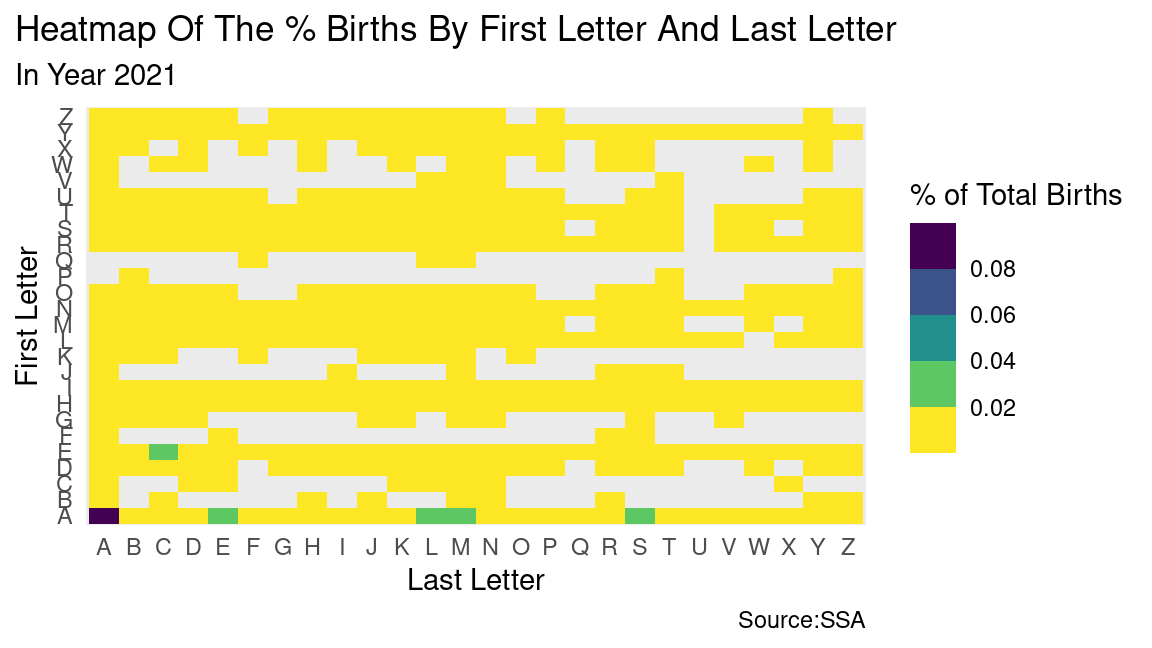 Heatmap Of The % Births By First Letter And Last Letter
In Year 2021
First Letter
Z
Y
X
W
V
U
T
S
R
Q
P
O
N
M
L
K
J
I
H
G
F
E
D
C
B
A
A B C D E F G H I J K L M N O P Q R S T U V W X Y Z
Last Letter
% of Total Births
0.08
0.06
0.04
0.02
Source:SSA